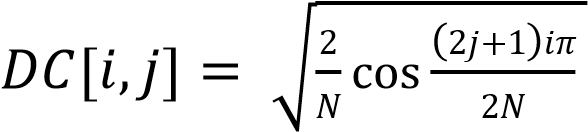 DC[i, j] = √(2/N cos (2j+1)iπ/2N)